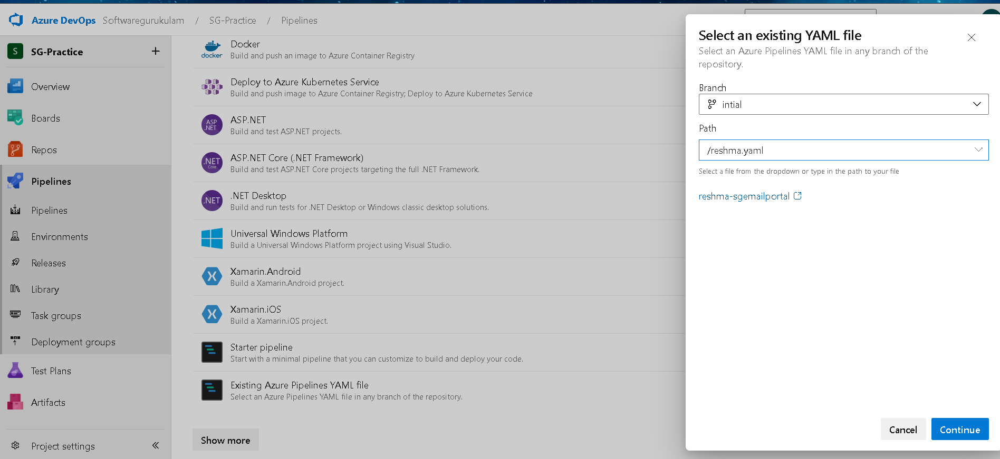 Azure DevOps Softwaregurukulam / SG-Practice / Pipelines
S SG-Practice +
Overview
Boards
Repos
Pipelines
Pipelines
Environments
Releases
Library
Task groups
Deployment groups
Test Plans
Artifacts
Project settings
docker
Docker
Build and push an image to Azure Container Registry
Deploy to Azure Kubernetes Service
Build and push image to Azure Container Registry; Deploy to Azure Kubernetes Service
ASP
.NET
ASP.NET
Build and test ASP.NET projects.
.NET
Core
ASP.NET Core (.NET Framework)
Build and test ASP.NET Core projects targeting the full .NET Framework.
.NET
.NET Desktop
Build and run tests for .NET Desktop or Windows classic desktop solutions.
Universal Windows Platform
Build a Universal Windows Platform project using Visual Studio.
Xamarin.Android
Build a Xamarin.Android project.
Xamarin.iOS
Build a Xamarin.iOS project.
Starter pipeline
Start with a minimal pipeline that you can customize to build and deploy your code.
Existing Azure Pipelines YAML file
Select an Azure Pipelines YAML file in any branch of the repository.
Show more
Select an existing YAML file
Select an Azure Pipelines YAML file in any branch of the
repository.
Branch
intial
Path
/reshma.yaml
Select a file from the dropdown or type in the path to your file
reshma-sgemailportal
Cancel
Continue